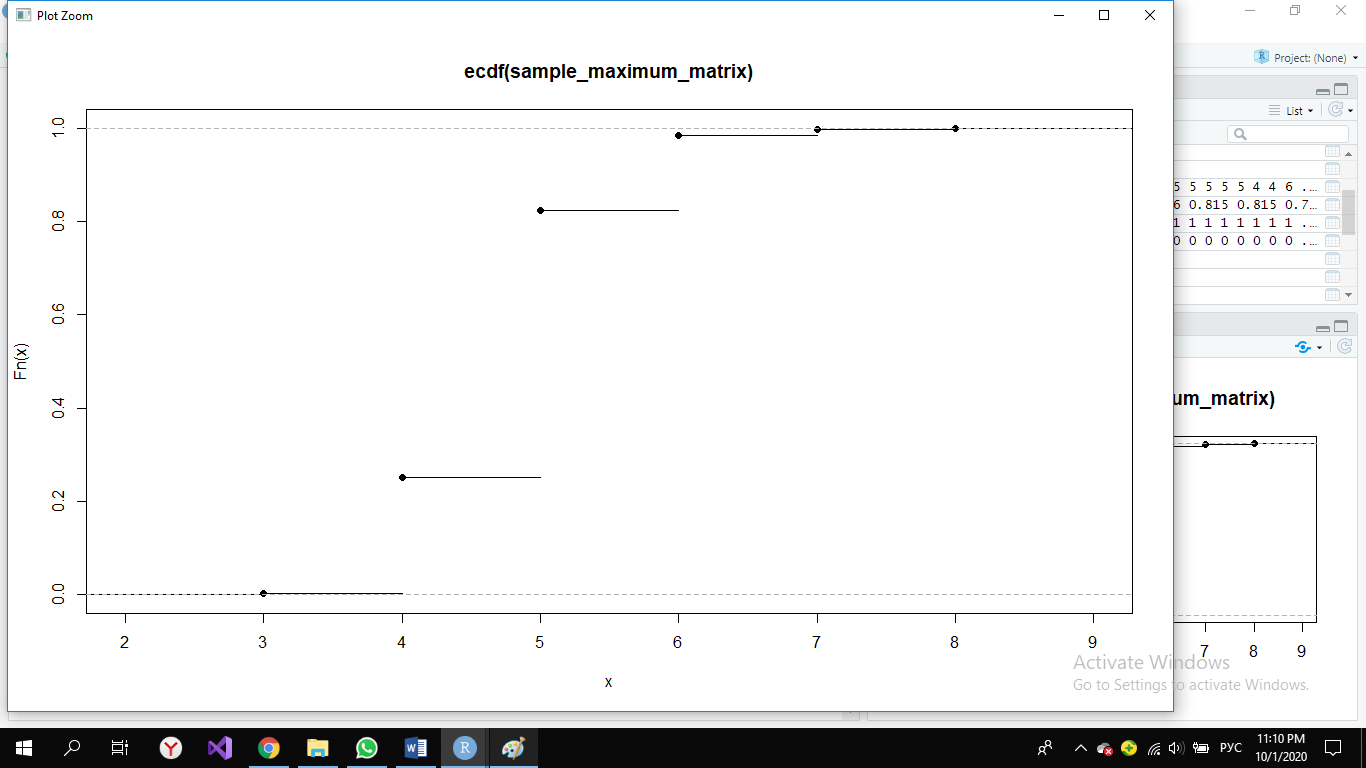 Plot Zoom
Project: (None)
ecdf(sample_maximum_matrix)
List
5 5 5 5 5 4 4 6 ...
6 0.815 0.815 0.7...
1 1 1 1 1 1 1 1 ...
0 0 0 0 0 0 0 0 ...
1.0
0.8
0.6
0.4
0.2
0.0
Fn(x)
2 3 4 5 6 7 8 9
x
um_matrix)
7 8 9
Activate Windows
Go to Settings to activate Windows.
W
R
РУС
11:10 PM
10/1/2020